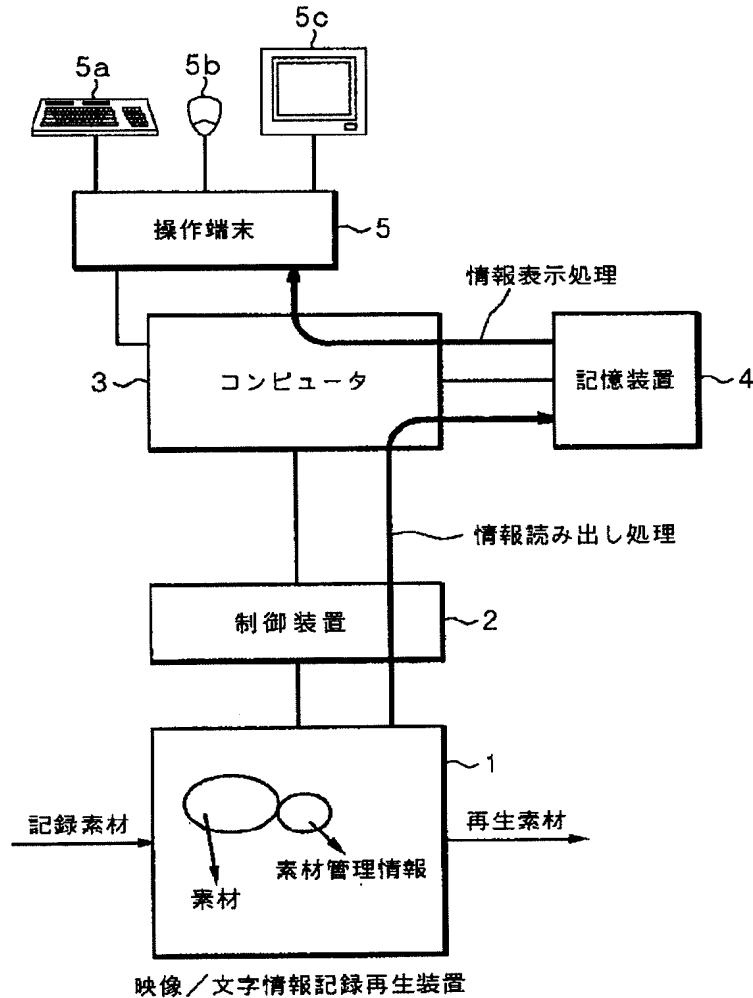 5c
5a
5b
操作端末
5
情報表示処理
3
コンピュータ
記憶装置
4
情報読み出し処理
制御装置
2
1
記録素材
再生素材
素材管理情報
素材
映像／文字情報記録再生装置